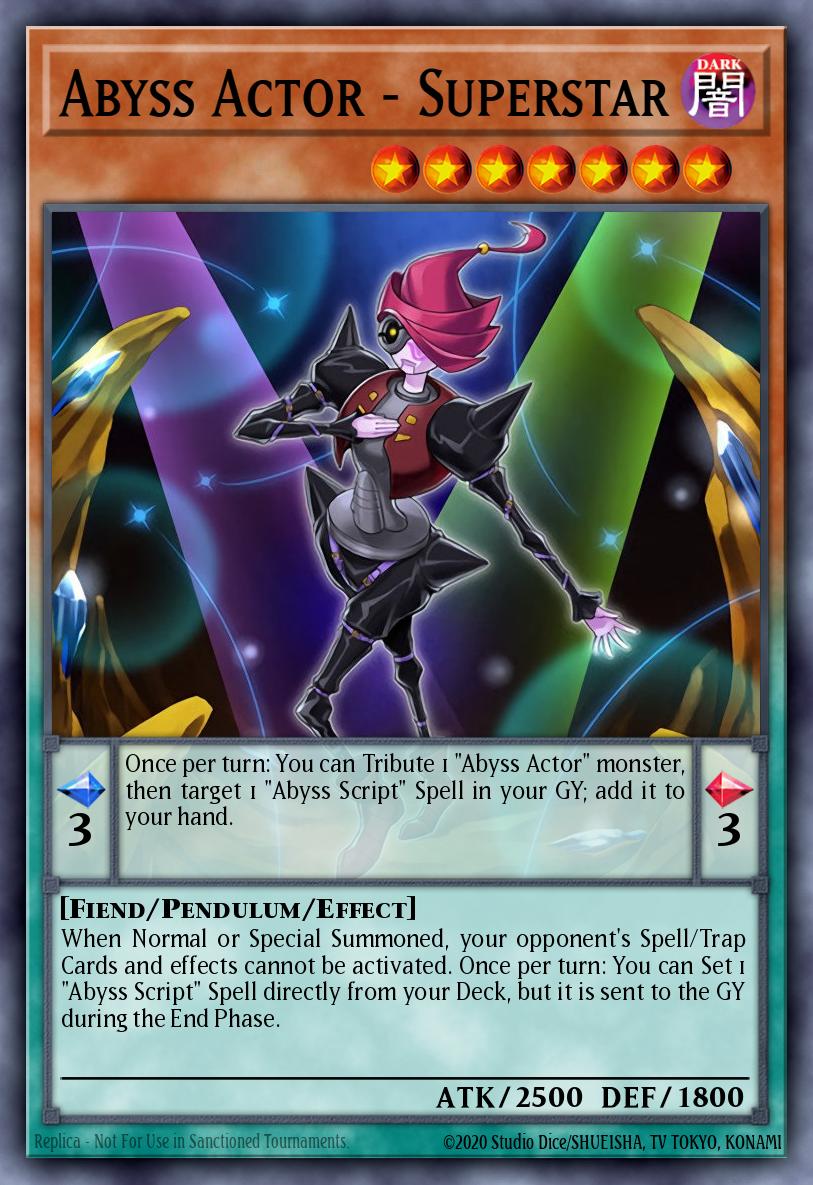 Abyss Actor - Superstar
DARK
闇
Once per turn: You can Tribute 1 "Abyss Actor" monster,
then target 1 "Abyss Script" Spell in your GY; add it to
your hand.
3
3
[Fiend/Pendulum/Effect]
When Normal or Special Summoned, your opponent's Spell/Trap
Cards and effects cannot be activated. Once per turn: You can Set 1
"Abyss Script" Spell directly from your Deck, but it is sent to the GY
during the End Phase.
ATK/2500 DEF/1800
Replica - Not For Use in Sanctioned Tournaments.
©2020 Studio Dice/SHUEISHA, TV TOKYO, KONAMI